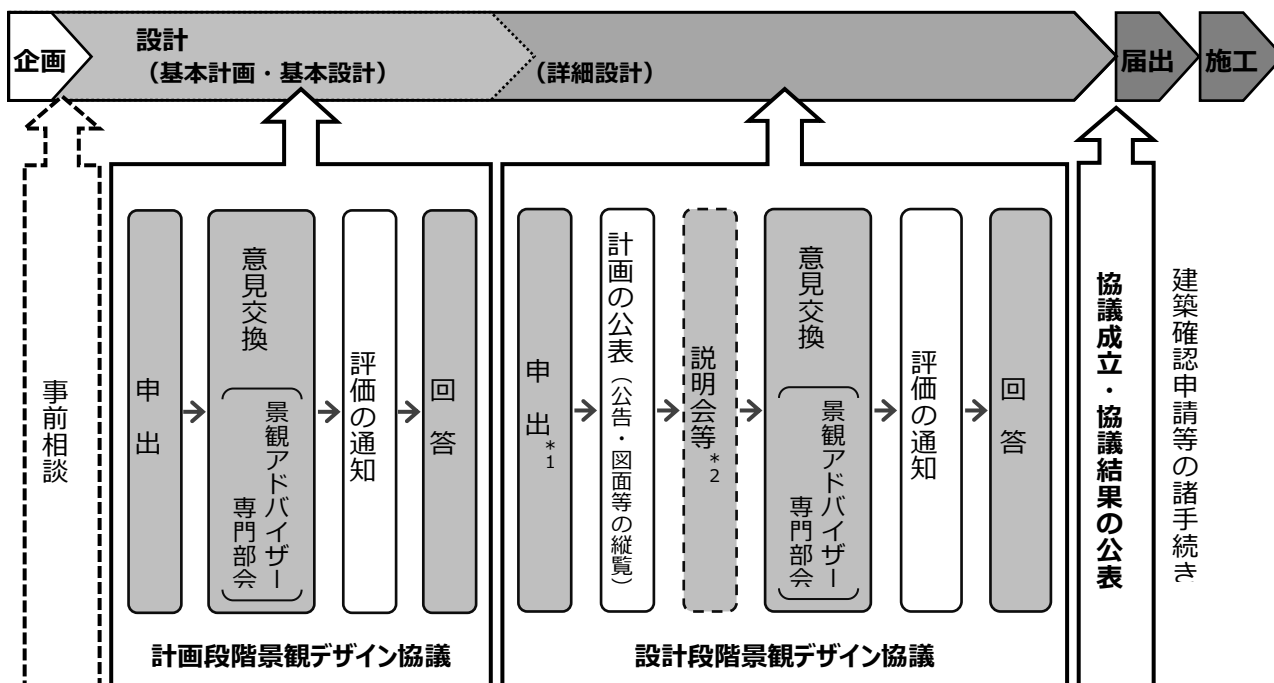 企画
設計
（基本計画・基本設計）
（詳細設計）
届出
施工
事前相談
申出
意見交換
景観アドバイザー
専門部会
評価の通知
回答
計画段階景観デザイン協議
申出*1
計画の公表（公告・図面等の縦覧）
説明会等*2
意見交換
景観アドバイザー
専門部会
評価の通知
回答
設計段階景観デザイン協議
協議成立・協議結果の公表
建築確認申請等の諸手続き